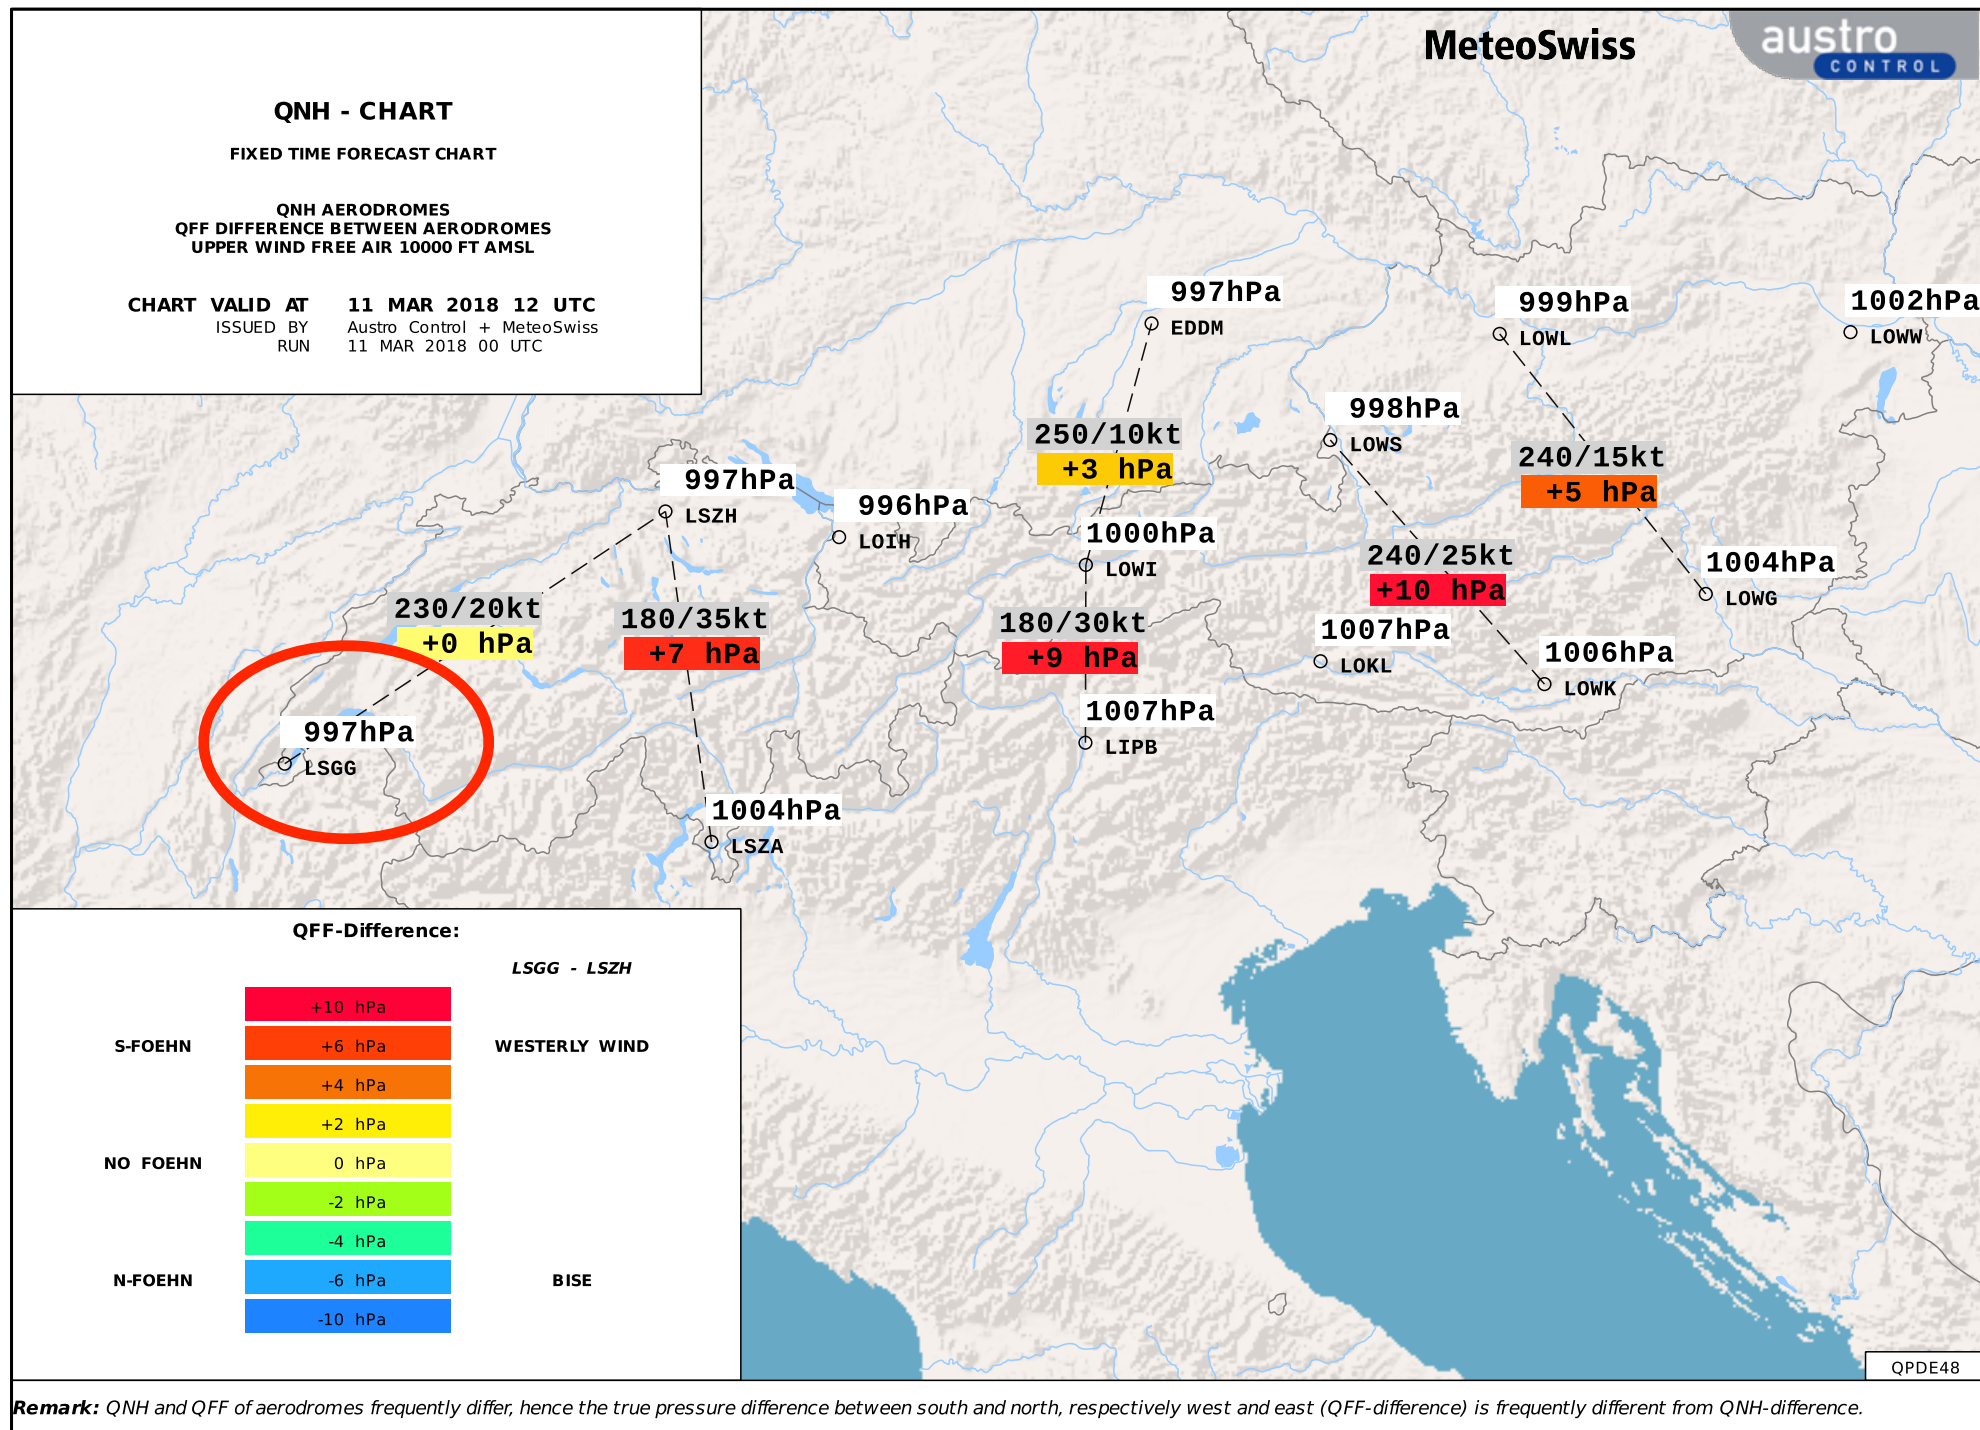 MeteoSwiss
austro
CONTROL
QNH - CHART
FIXED TIME FORECAST CHART
QNH AERODROMES
QFF DIFFERENCE BETWEEN AERODROMES
UPPER WIND FREE AIR 10000 FT AMSL
CHART VALID AT 11 MAR 2018 12 UTC
ISSUED BY Austro Control + MeteoSwiss
RUN 11 MAR 2018 00 UTC
997hPa
EDDM
999hPa
LOWL
1002hPa
LOWW
998hPa
LOWS
250/10kt
+3 hPa
240/15kt
+5 hPa
997hPa
LSZH
996hPa
LOIH
1000hPa
LOWI
240/25kt
+10 hPa
1004hPa
LOWG
230/20kt
+0 hPa
180/35kt
+7 hPa
180/30kt
+9 hPa
1007hPa
LOKL
1006hPa
LOWK
997hPa
LSGG
1007hPa
LIPB
1004hPa
LSZA
QFF-Difference:
LSGG - LSZH
+10 hPa
S-FOEHN +6 hPa WESTERLY WIND
+4 hPa
+2 hPa
NO FOEHN 0 hPa
-2 hPa
-4 hPa
N-FOEHN -6 hPa BISE
-10 hPa
QPDE48
Remark: QNH and QFF of aerodromes frequently differ, hence the true pressure difference between south and north, respectively west and east (QFF-difference) is frequently different from QNH-difference.